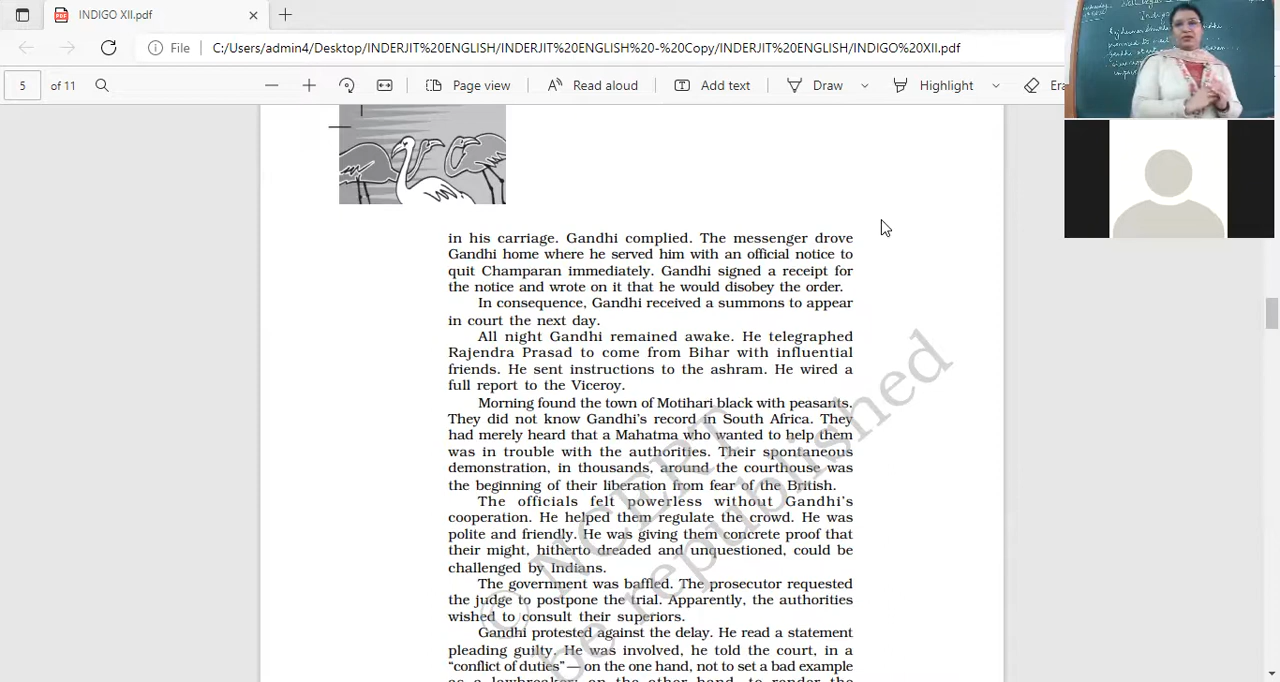 INDIGO XII.pdf
File
C:/Users/admin4/Desktop/INDERJIT%20ENGLISH/INDERJIT%20ENGLISH%20-%20Copy/INDERJIT%20ENGLISH/INDIGO%20XII.pdf
5 of 11
Page view
Read aloud
Add text
Draw
Highlight
Era
in his carriage. Gandhi complied. The messenger drove
Gandhi home where he served him with an official notice to
quit Champaran immediately. Gandhi signed a receipt for
the notice and wrote on it that he would disobey the order.
In consequence, Gandhi received a summons to appear
in court the next day.
All night Gandhi remained awake. He telegraphed
Rajendra Prasad to come from Bihar with influential
friends. He sent instructions to the ashram. He wired a
full report to the Viceroy.
Morning found the town of Motihari black with peasants.
They did not know Gandhi's record in South Africa. They
had merely heard that a Mahatma who wanted to help them
was in trouble with the authorities. Their spontaneous
demonstration, in thousands, around the courthouse was
the beginning of their liberation from fear of the British.
The officials felt powerless without Gandhi's
cooperation. He helped them regulate the crowd. He was
polite and friendly. He was giving them concrete proof that
their might, hitherto dreaded and unquestioned, could be
challenged by Indians.
The government was baffled. The prosecutor requested
the judge to postpone the trial. Apparently, the authorities
wished to consult their superiors.
Gandhi protested against the delay. He read a statement
pleading guilty. He was involved, he told the court, in a
“conflict of duties”— on the one hand, not to set a bad example
as a lawbreaker; on the other hand, to render the
© NCERT
be republished